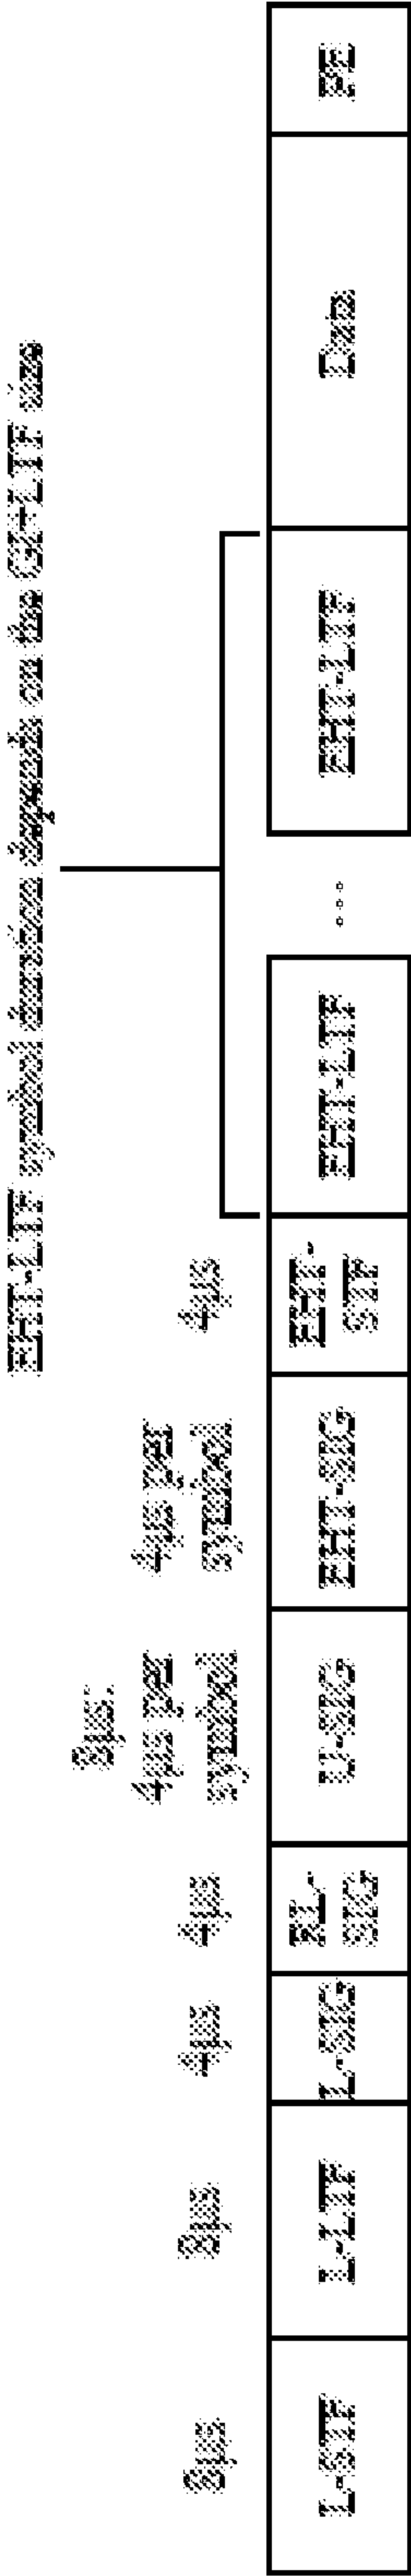 EHT-LTF symbol duration depends on the GI+LTF size
8µs
8µs
4µs
4µs
8µs.
4µs per
symbol
4µs per
symbol
4µs
L-STF
L-LTF
L-SIG
RL-
SIG
U-SIG
EHT-SIG
EHT-
STF
EHT-LTF
...
EHT-LTF
Data
PE